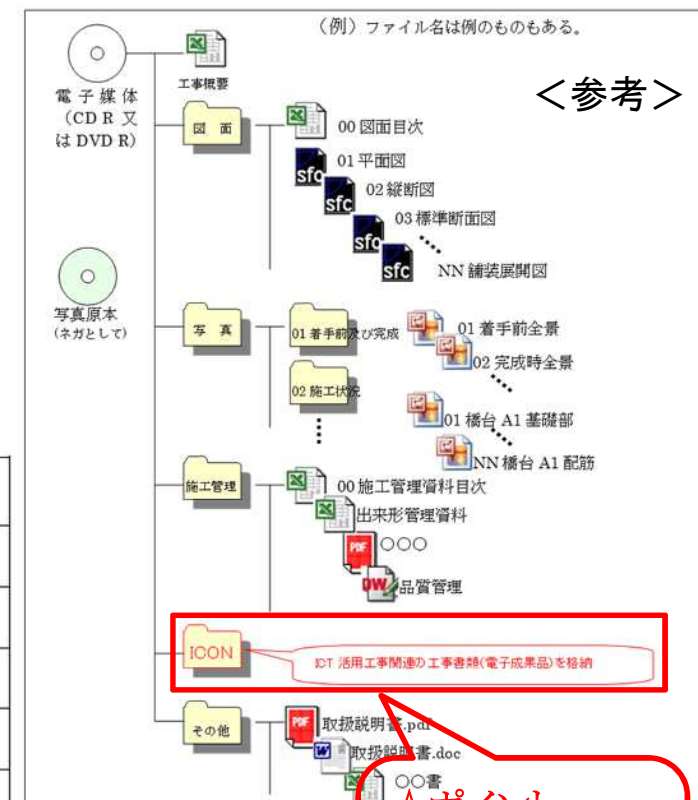 （例）ファイル名は例のものもある。
＜参考＞
電子媒体
（CD R 又
は DVD R）
工事概要
図　面
00 図面目次
sfc
01 平面図
sfc
02 縦断図
sfc
03 標準断面図
sfc
NN 舗装展開図
写真原本
（ネガとして）
写　真
01 着手前及び完成
01 着手前全景
02 完成時全景
02 施工状況
01 橋台 A1 基礎部
NN 橋台 A1 配筋
施工管理
00 施工管理資料目次
出来形管理資料
PDF
○○○
DW
品質管理
ICON
ICT 活用工事関連の工事書類(電子成果品)を格納
その他
PDF
取扱説明書.pdf
W
取扱説明書.doc
○○書